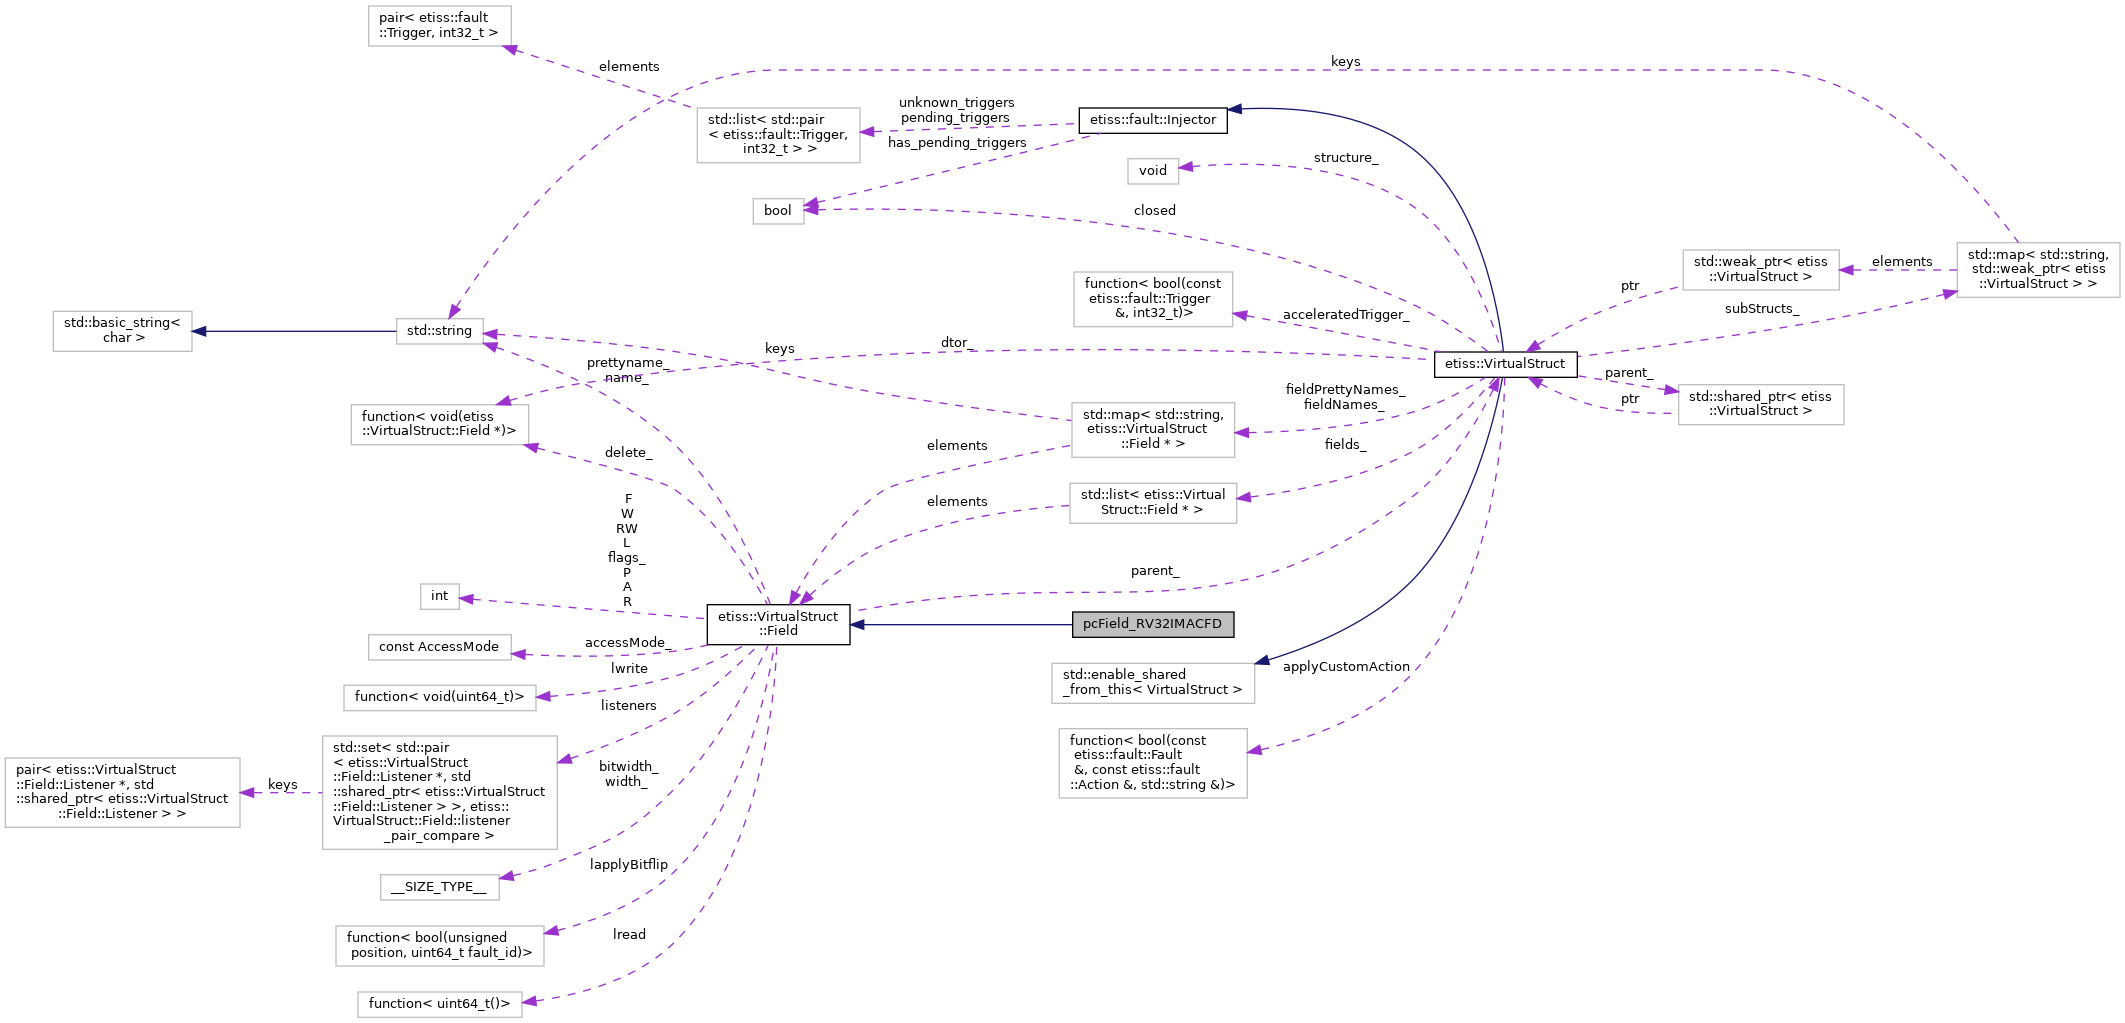 pair< etiss::fault
::Trigger, int32_t >
elements
keys
std::list< std::pair
< etiss::fault::Trigger,
int32_t > >
unknown_triggers
pending_triggers
has_pending_triggers
etiss::fault::Injector
void
structure_
bool
closed
function< bool(const
etiss::fault::Trigger
&, int32_t)>
acceleratedTrigger_
std::weak_ptr< etiss
::VirtualStruct >
elements
std::map< std::string,
std::weak_ptr< etiss
::VirtualStruct > >
ptr
subStructs_
std::basic_string<
char >
std::string
prettyname_
name_
keys
dtor_
etiss::VirtualStruct
parent_
ptr
std::shared_ptr< etiss
::VirtualStruct >
function< void(etiss
::VirtualStruct::Field *)>
delete_
std::map< std::string,
etiss::VirtualStruct
::Field * >
fieldPrettyNames_
fieldNames_
elements
fields_
std::list< etiss::Virtual
Struct::Field * >
elements
F
W
RW
L
flags_
P
A
R
int
parent_
etiss::VirtualStruct
::Field
pcField_RV32IMACFD
const AccessMode
accessMode_
function< void(uint64_t)>
lwrite
std::enable_shared
_from_this< VirtualStruct >
applyCustomAction
listeners
function< bool(const
etiss::fault::Fault
&, const etiss::fault
::Action &, std::string &)>
pair< etiss::VirtualStruct
::Field::Listener *, std
::shared_ptr< etiss::VirtualStruct
::Field::Listener > >
keys
std::set< std::pair
< etiss::VirtualStruct
::Field::Listener *, std
::shared_ptr< etiss::VirtualStruct
::Field::Listener > >, etiss::
VirtualStruct::Field::listener
_pair_compare >
bitwidth_
width_
__SIZE_TYPE__
lapplyBitflip
function< bool(unsigned
position, uint64_t fault_id)>
lread
function< uint64_t()>